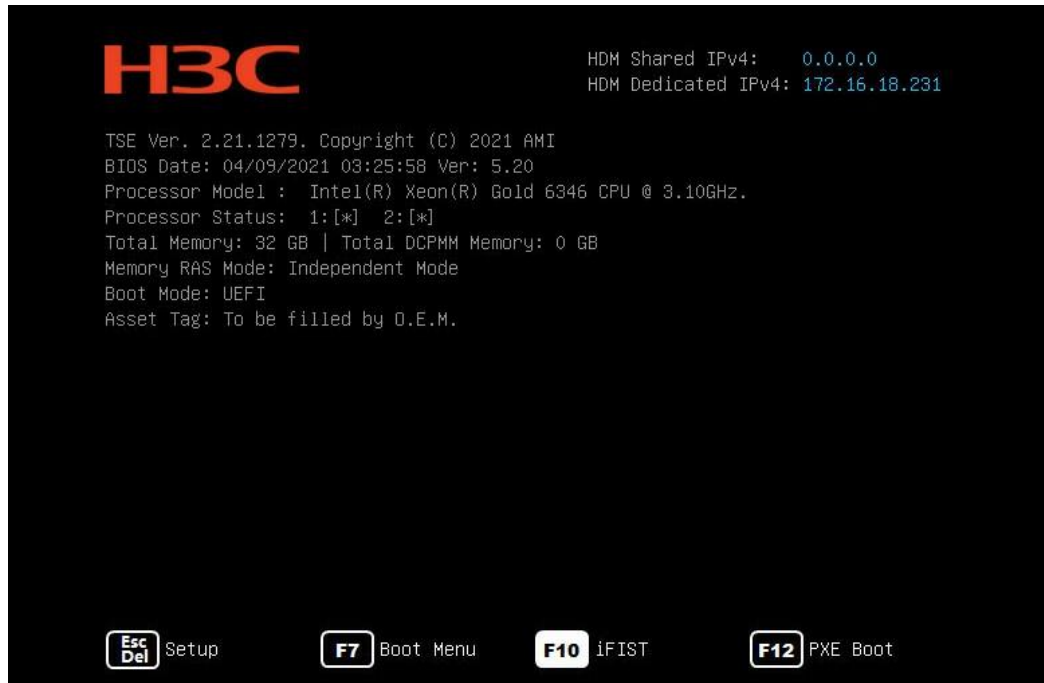 H3C
HDM Shared IPv4: 0.0.0.0
HDM Dedicated IPv4: 172.16.18.231
TSE Ver. 2.21.1279. Copyright (C) 2021 AMI
BIOS Date: 04/09/2021 03:25:58 Ver: 5.20
Processor Model : Intel(R) Xeon(R) Gold 6346 CPU @ 3.10GHz.
Processor Status: 1:[*] 2:[*]
Total Memory: 32 GB | Total DCPMM Memory: 0 GB
Memory RAS Mode: Independent Mode
Boot Mode: UEFI
Asset Tag: To be filled by O.E.M.
Esc Del Setup F7 Boot Menu F10 iFIST F12 PXE Boot